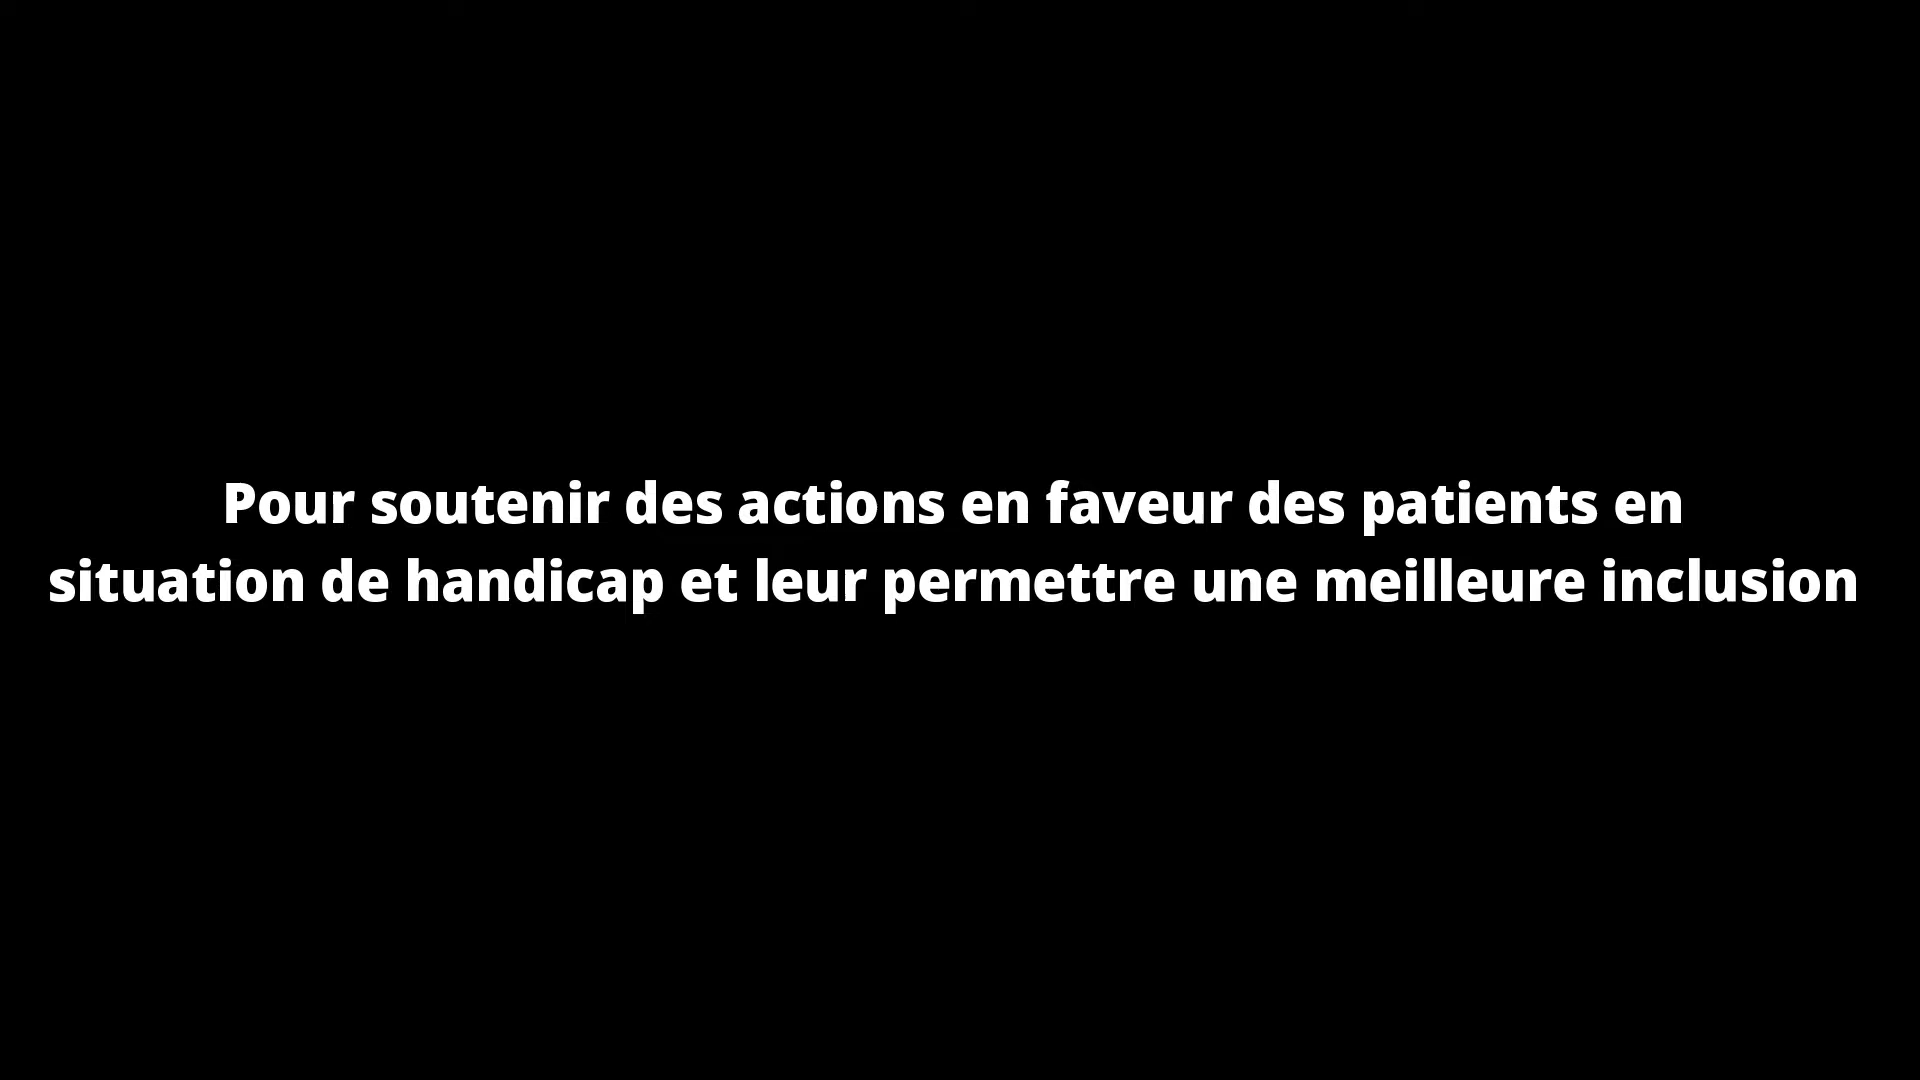 Pour soutenir des actions en faveur des patients en
situation de handicap et leur permettre une meilleure inclusion